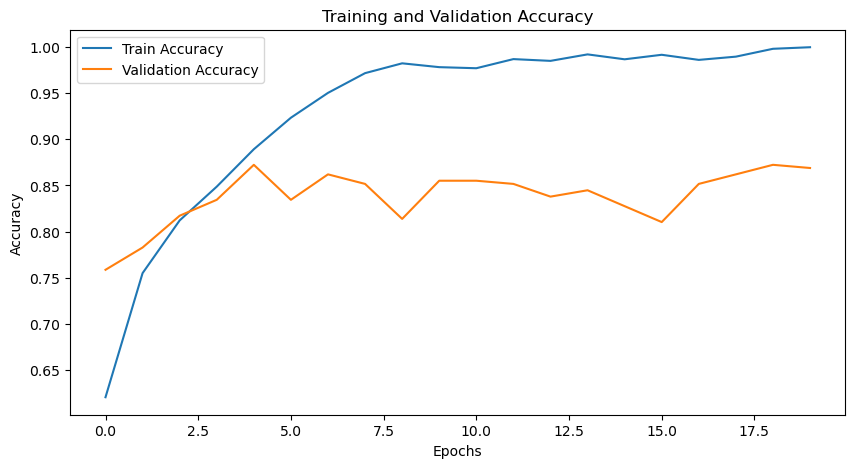 Training and Validation Accuracy
Train Accuracy
Validation Accuracy
1.00
0.95
0.90
0.85
0.80
0.75
0.70
0.65
Accuracy
0.0 2.5 5.0 7.5 10.0 12.5 15.0 17.5
Epochs